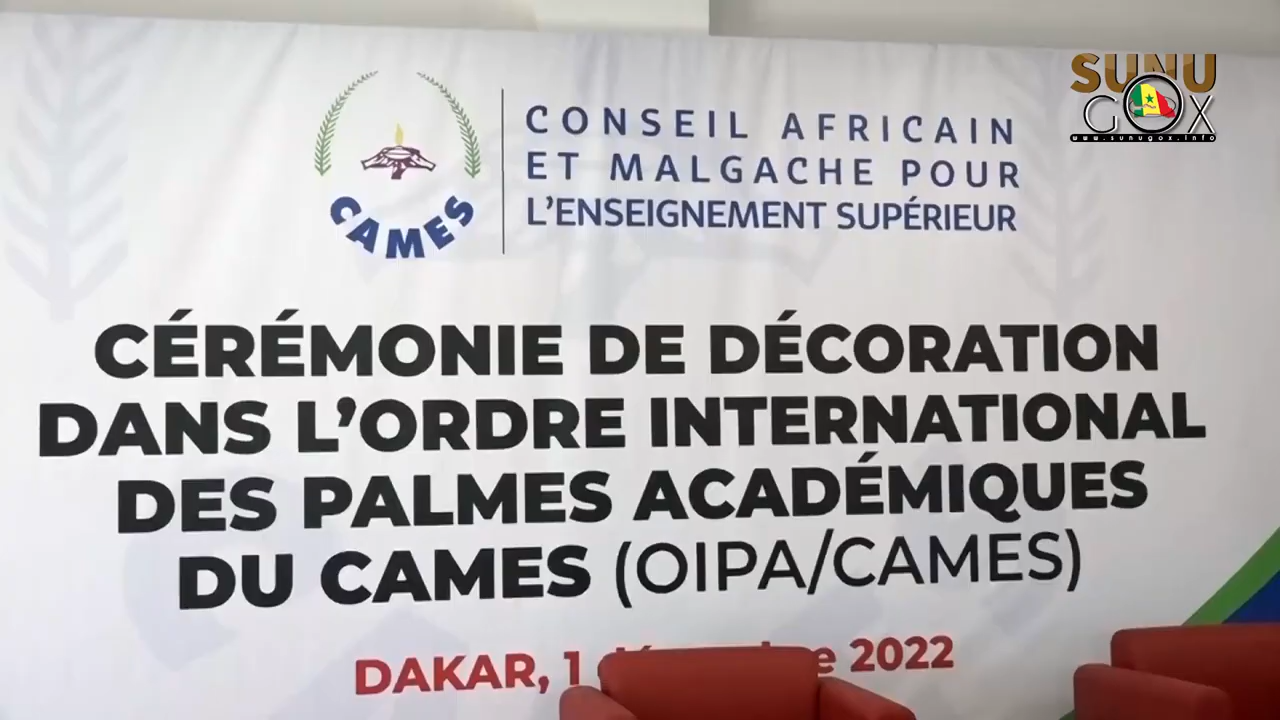 SUNU
GOX
www.sunugox.info
CONSEIL AFRICAIN
ET MALGACHE POUR
L'ENSEIGNEMENT SUPÉRIEUR
CAMES
CÉRÉMONIE DE DÉCORATION
DANS L'ORDRE INTERNATIONAL
DES PALMES ACADÉMIQUES
DU CAMES (OIPA/CAMES)
DAKAR, 1 2022